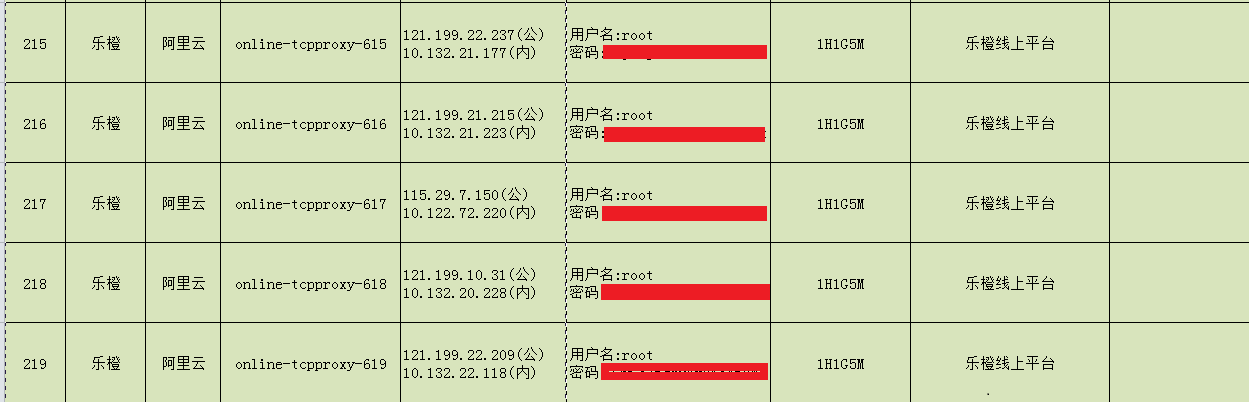 215 乐橙 阿里云 online-tcpproxy-615 121.199.22.237(公) 用户名:root 1H1G5M 乐橙线上平台
10.132.21.177(内) 密码:
216 乐橙 阿里云 online-tcpproxy-616 121.199.21.215(公) 用户名:root 1H1G5M 乐橙线上平台
10.132.21.223(内) 密码:
217 乐橙 阿里云 online-tcpproxy-617 115.29.7.150(公) 用户名:root 1H1G5M 乐橙线上平台
10.122.72.220(内) 密码
218 乐橙 阿里云 online-tcpproxy-618 121.199.10.31(公) 用户名:root 1H1G5M 乐橙线上平台
10.132.20.228(内) 密码
219 乐橙 阿里云 online-tcpproxy-619 121.199.22.209(公) 用户名:root 1H1G5M 乐橙线上平台
10.132.22.118(内) 密码